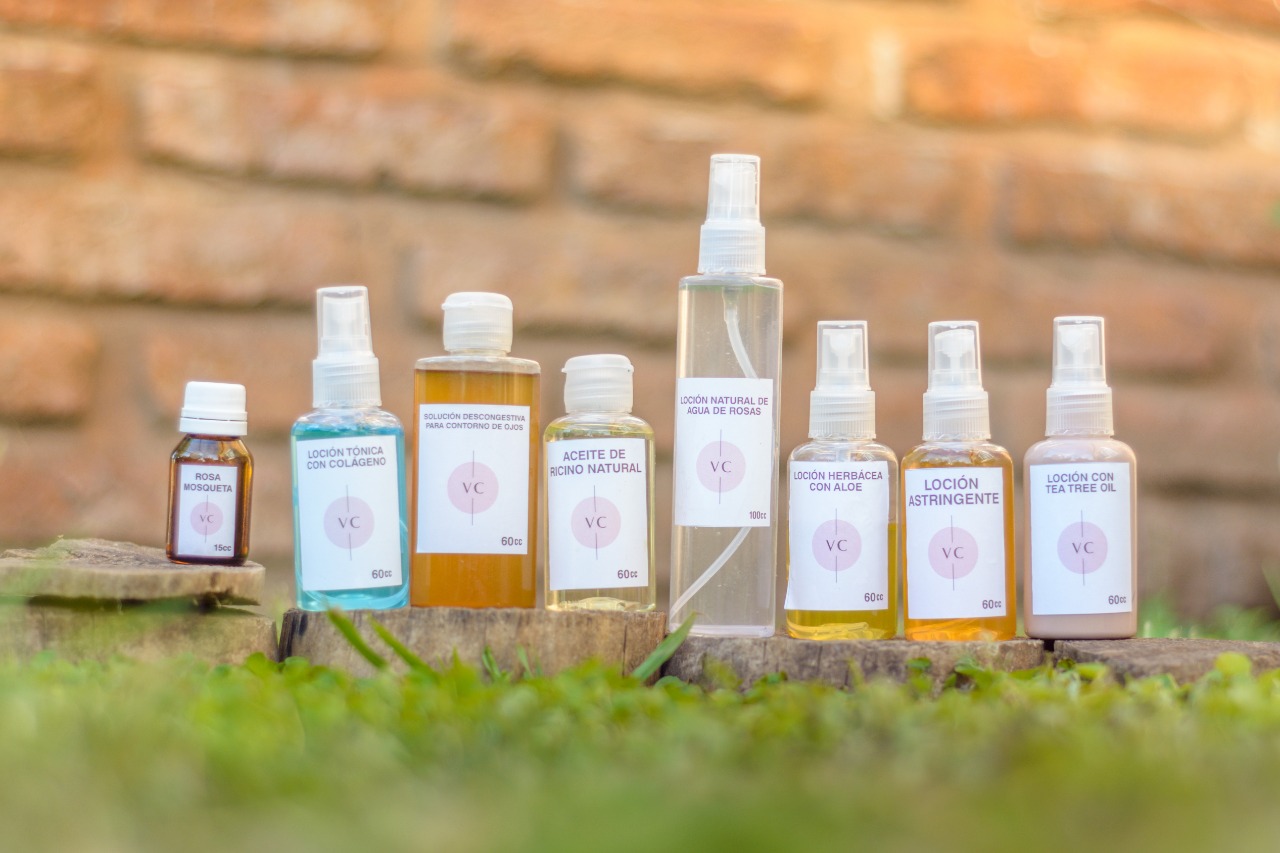 ROSA
MOSQUETA
VC
15cc
LOCIÓN TÓNICA
CON COLÁGENO
VC
60cc
SOLUCIÓN DESCONGESTIVA
PARA CONTORNO DE OJOS
VC
60cc
ACEITE DE
RICINO NATURAL
VC
60cc
LOCIÓN NATURAL DE
AGUA DE ROSAS
VC
100cc
LOCIÓN HERBÁCEA
CON ALOE
VC
60cc
LOCIÓN
ASTRINGENTE
VC
60cc
LOCIÓN CON
TEA TREE OIL
VC
60cc